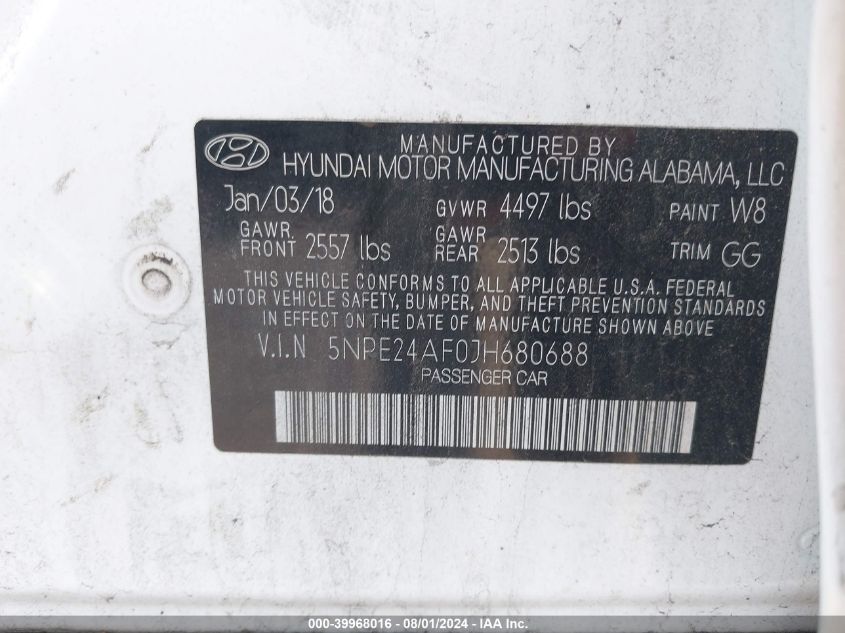 MANUFACTURED BY
HYUNDAI MOTOR MANUFACTURING ALABAMA, LLC
Jan/03/18 GVWR 4497 lbs PAINT W8
GAWR FRONT 2557 lbs GAWR REAR 2513 lbs TRIM GG
THIS VEHICLE CONFORMS TO ALL APPLICABLE U.S.A. FEDERAL
MOTOR VEHICLE SAFETY, BUMPER, AND THEFT PREVENTION STANDARDS
IN EFFECT ON THE DATE OF MANUFACTURE SHOWN ABOVE
V.I.N 5NPE24AF0JH680688
PASSENGER CAR
000-39968016 - 08/01/2024 - IAAI.COM